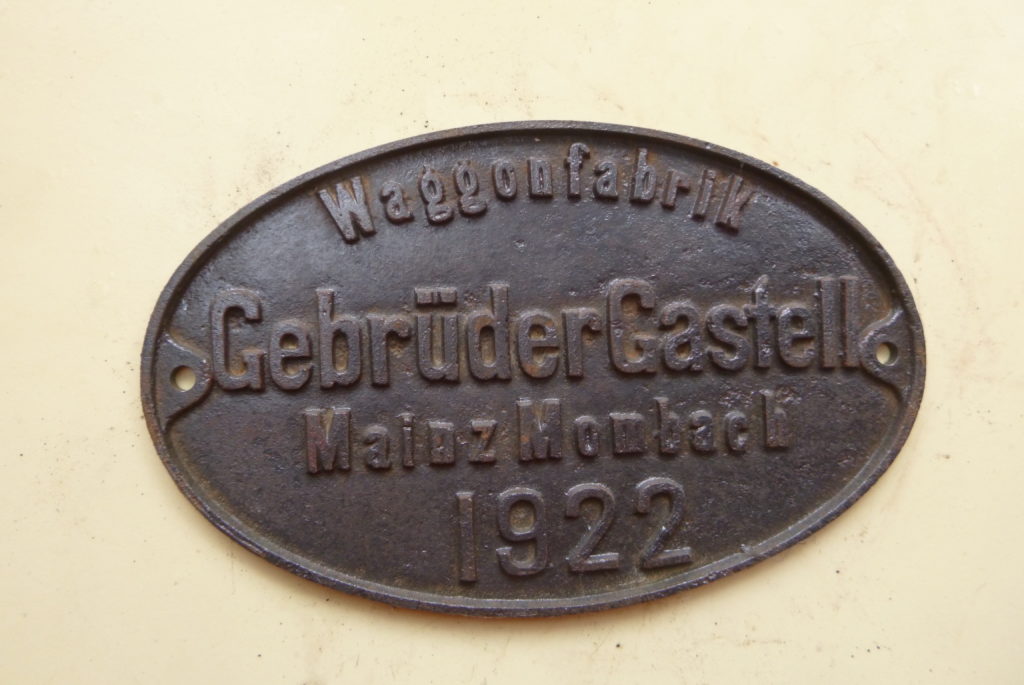 Waggonfabrik
Gebrüder Gastell
Mainz Mombach
1922